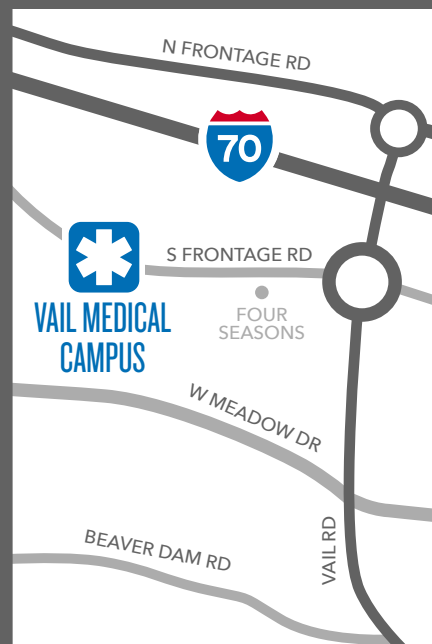 N FRONTAGE RD
70
S FRONTAGE RD
FOUR
SEASONS
VAIL MEDICAL
CAMPUS
W MEADOW DR
VAIL RD
BEAVER DAM RD